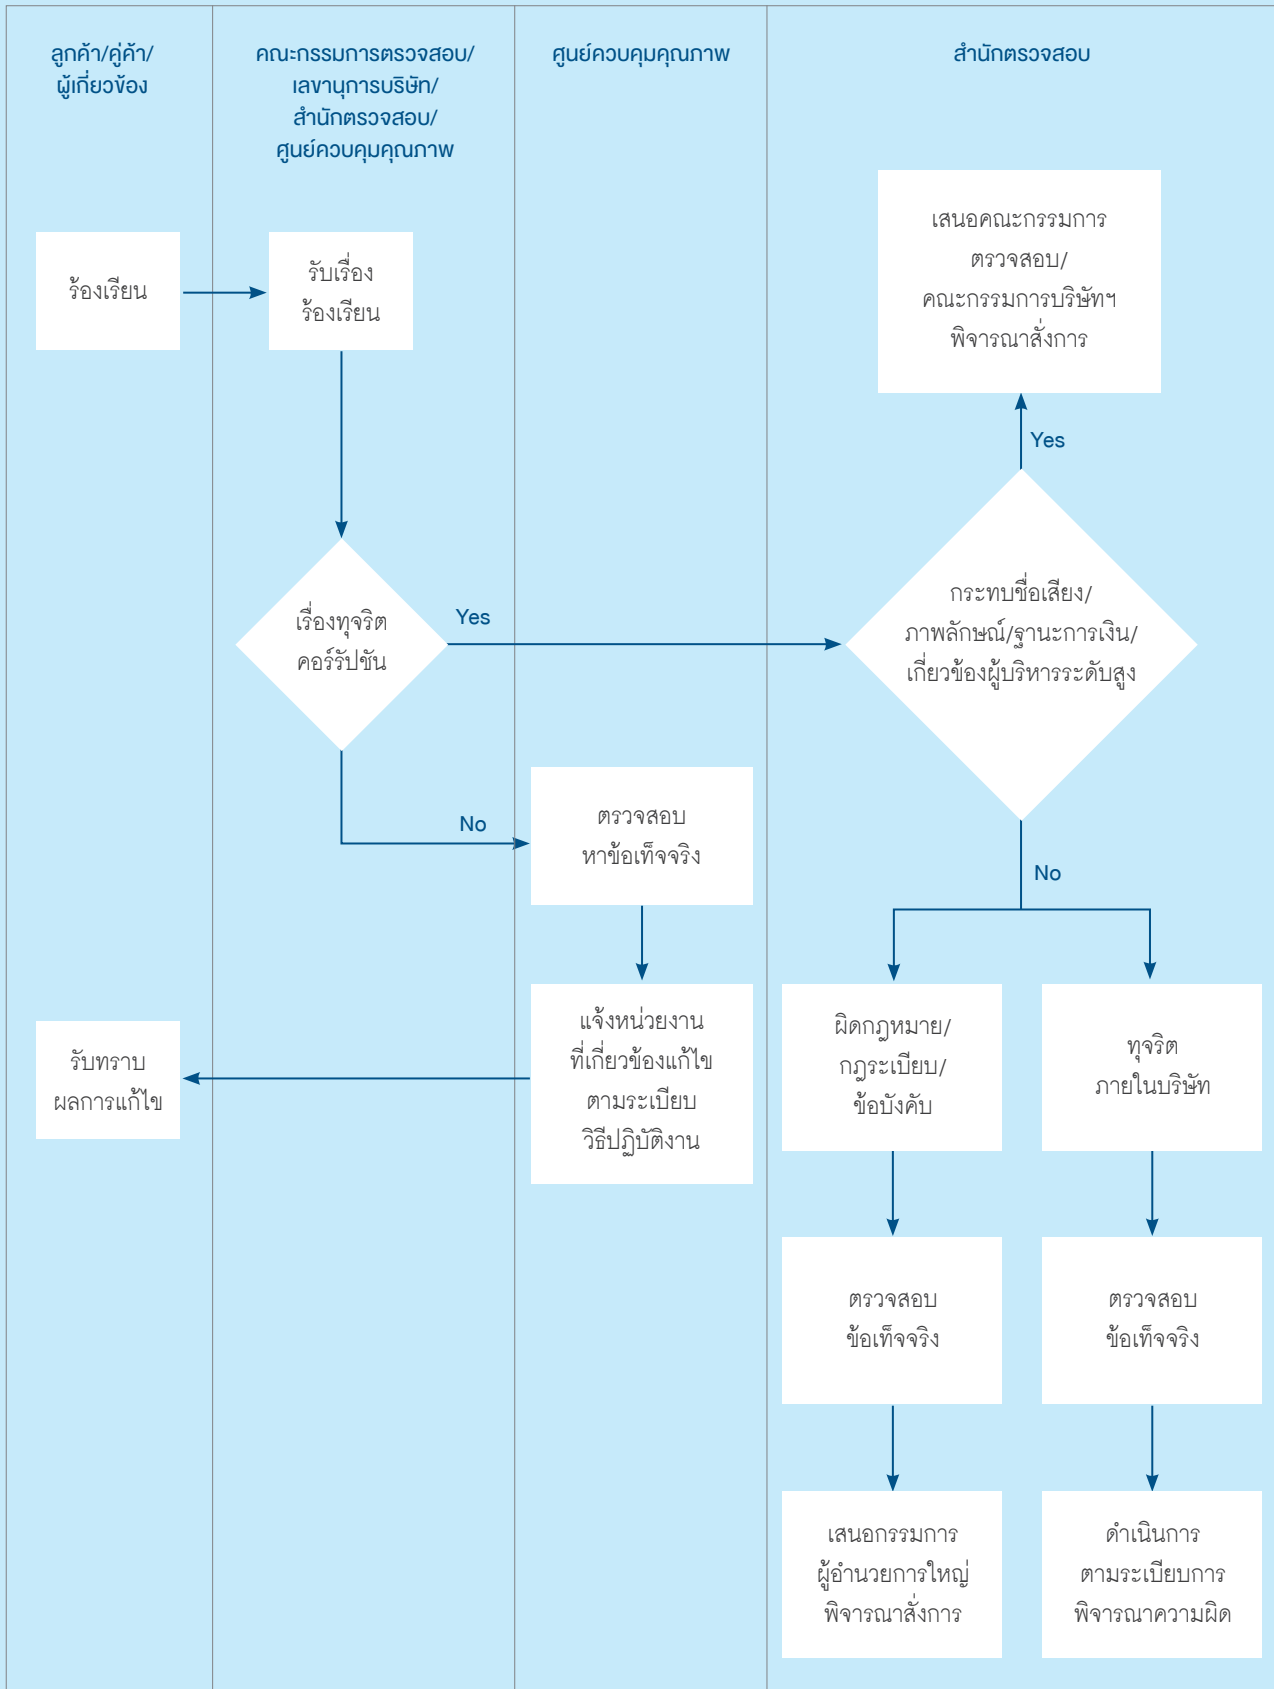 ลูกค้า/คู่ค้า/
ผู้เกี่ยวข้อง
คณะกรรมการตรวจสอบ/
เลขานุการบริษัท/
สำนักตรวจสอบ/
ศูนย์ควบคุมคุณภาพ
ศูนย์ควบคุมคุณภาพ
สำนักตรวจสอบ
ร้องเรียน
รับเรื่อง
ร้องเรียน
เสนอคณะกรรมการ
ตรวจสอบ/
คณะกรรมการบริษัทฯ
พิจารณาสั่งการ
Yes
เรื่องทุจริต
คอร์รัปชัน
Yes
กระทบชื่อเสียง/
ภาพลักษณ์/ฐานะการเงิน/
เกี่ยวข้องผู้บริหารระดับสูง
No
ตรวจสอบ
หาข้อเท็จจริง
No
แจ้งหน่วยงาน
ที่เกี่ยวข้องแก้ไข
ตามระเบียบ
วิธีปฏิบัติงาน
รับทราบ
ผลการแก้ไข
ผิดกฎหมาย/
กฎระเบียบ/
ข้อบังคับ
ทุจริต
ภายในบริษัท
ตรวจสอบ
ข้อเท็จจริง
ตรวจสอบ
ข้อเท็จจริง
เสนอกรรมการ
ผู้อำนวยการใหญ่
พิจารณาสั่งการ
ดำเนินการ
ตามระเบียบการ
พิจารณาความผิด